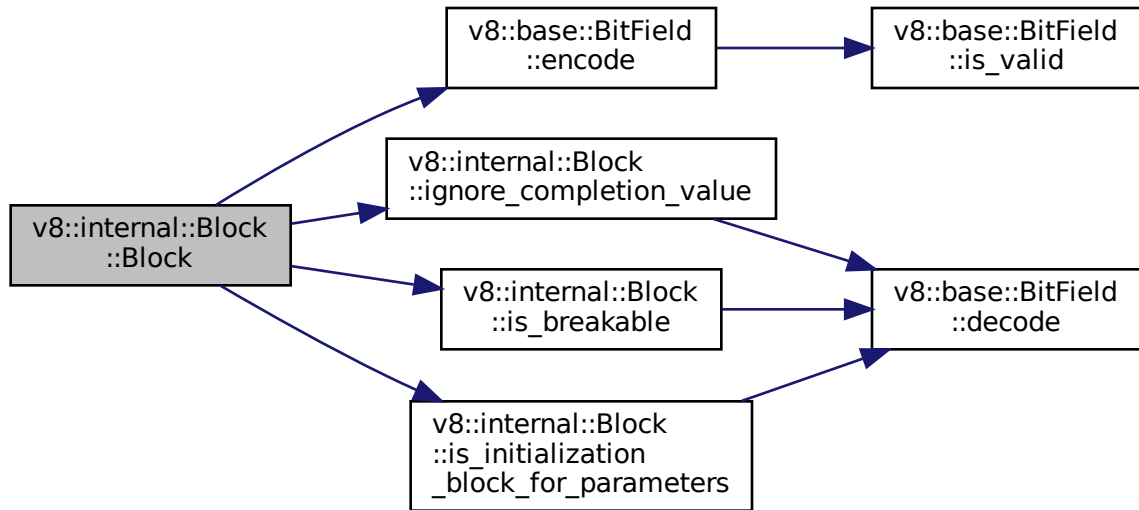 v8::base::BitField
::encode
v8::base::BitField
::is_valid
v8::internal::Block
::ignore_completion_value
v8::internal::Block
::Block
v8::internal::Block
::is_breakable
v8::base::BitField
::decode
v8::internal::Block
::is_initialization
_block_for_parameters